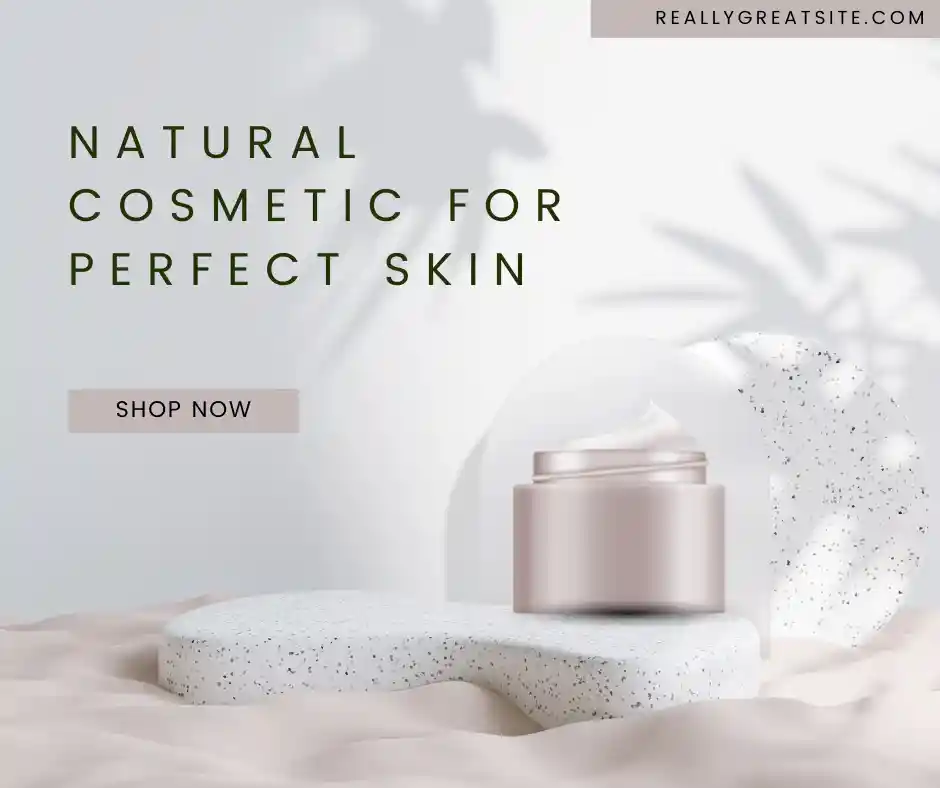 REALLYGREATSITE.COM
NATURAL
COSMETIC FOR
PERFECT SKIN
SHOP NOW